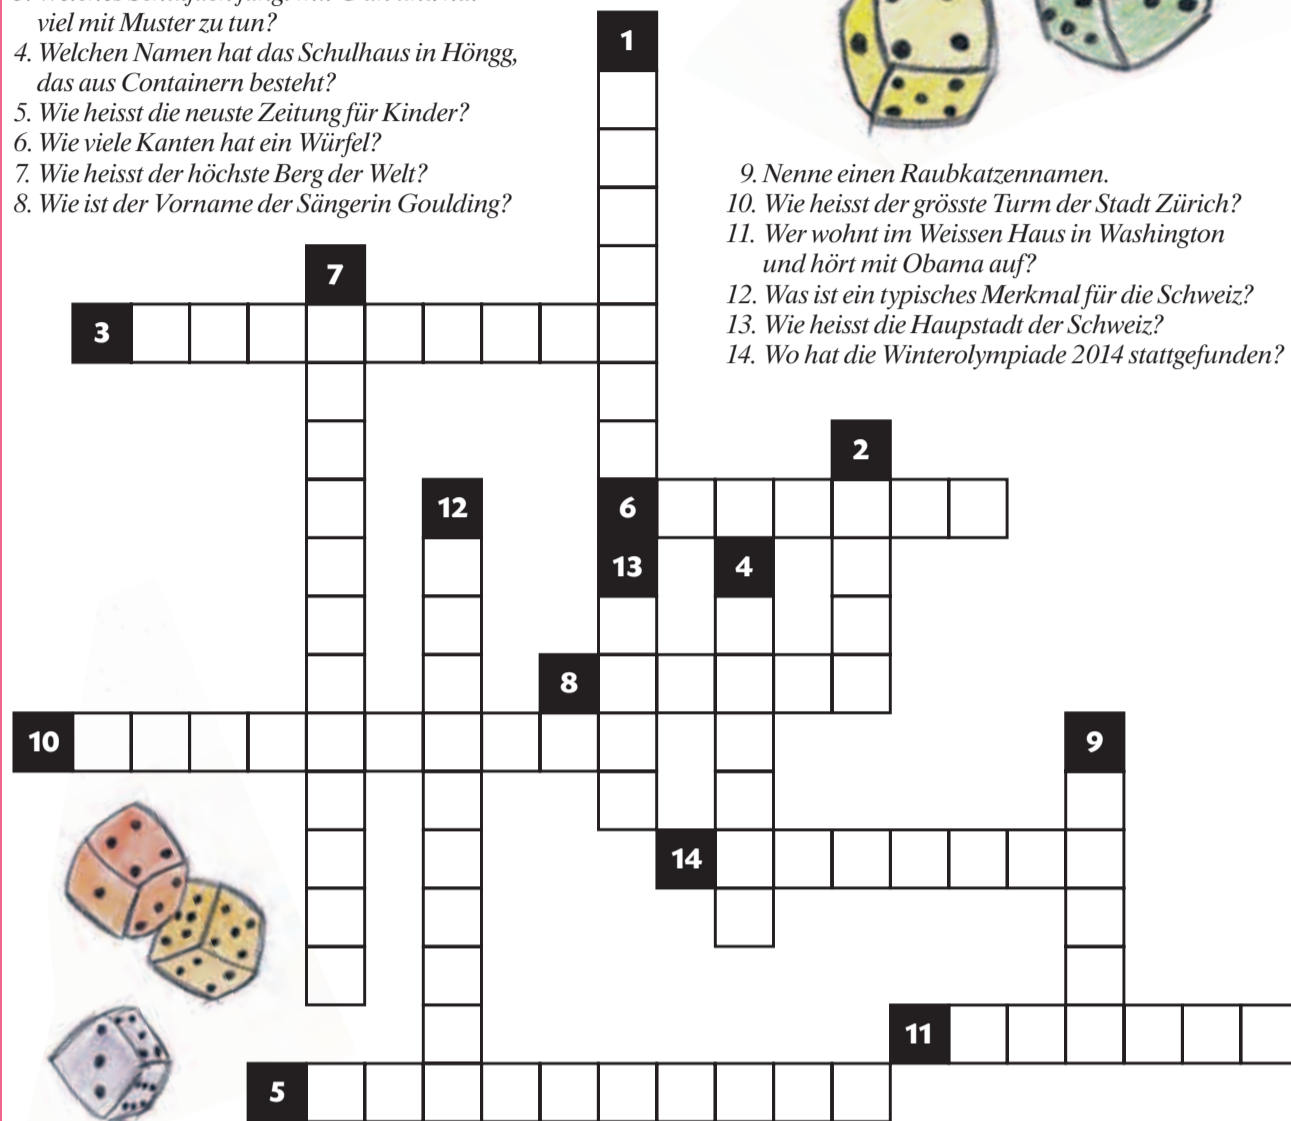 viel mit Muster zu tun?
4. Welchen Namen hat das Schulhaus in Höngg,
das aus Containern besteht?
5. Wie heisst die neuste Zeitung für Kinder?
6. Wie viele Kanten hat ein Würfel?
7. Wie heisst der höchste Berg der Welt?
8. Wie ist der Vorname der Sängerin Goulding?
9. Nenne einen Raubkatzennamen.
10. Wie heisst der grösste Turm der Stadt Zürich?
11. Wer wohnt im Weissen Haus in Washington
und hört mit Obama auf?
12. Was ist ein typisches Merkmal für die Schweiz?
13. Wie heisst die Haupstadt der Schweiz?
14. Wo hat die Winterolympiade 2014 stattgefunden?
1
7
3
2
12
6
13
4
8
10
9
14
11
5